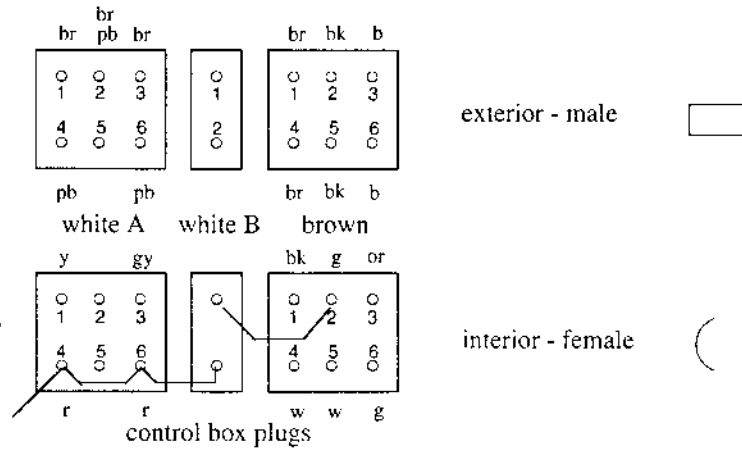 br
br pb br br bk b
1 2 3 1 1 2 3
4 5 6 2 4 5 6
pb pb br bk b
exterior - male
white A white B brown
y gy bk g or
1 2 3 1 2 3
4 5 6 4 5 6
r r w w g
interior - female
control box plugs